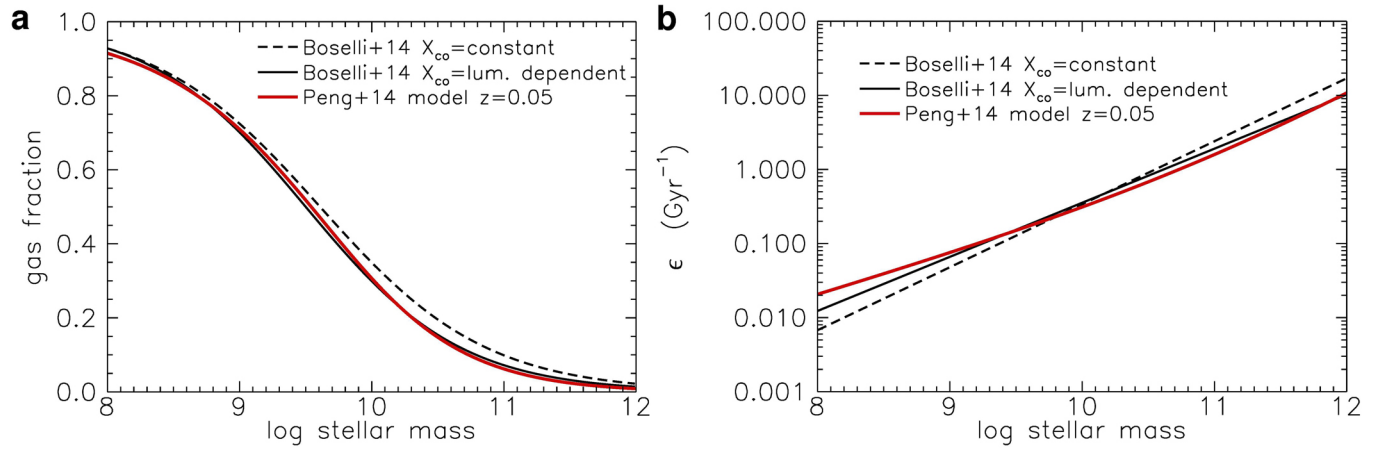 a
1.0
0.8
0.6
0.4
0.2
0.0
gas fraction
Boselli+14 Xco=constant
Boselli+14 Xco=lum. dependent
Peng+14 model z=0.05
8 9 10 11 12
log stellar mass
b
100.000
10.000
1.000
0.100
0.010
0.001
ϵ (Gyr⁻¹)
Boselli+14 Xco=constant
Boselli+14 Xco=lum. dependent
Peng+14 model z=0.05
8 9 10 11 12
log stellar mass